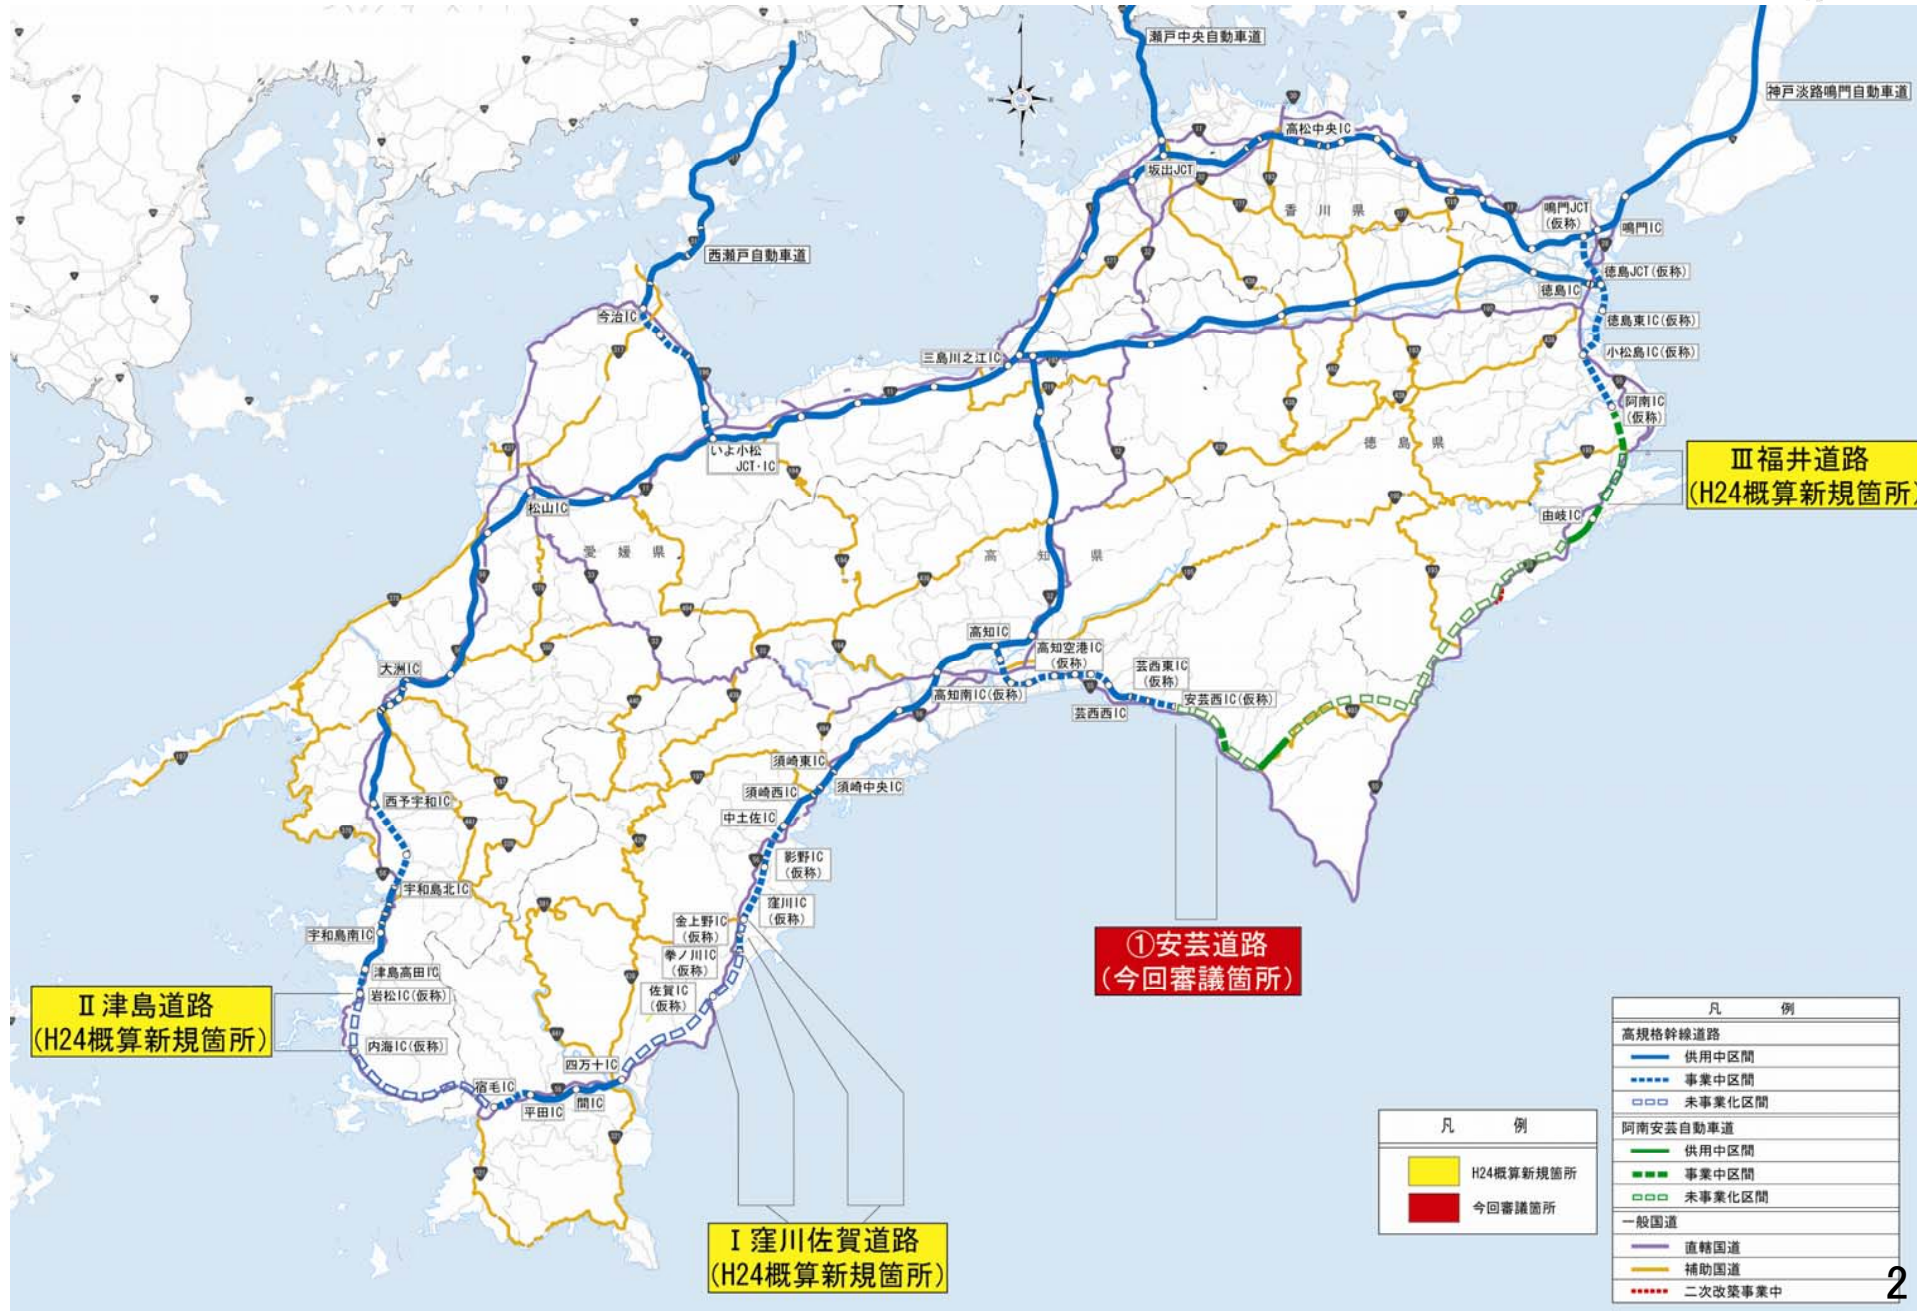 瀬戸中央自動車道
神戸淡路鳴門自動車道
高松中央IC
坂出JCT
香川県
鳴門JCT
(仮称)
鳴門IC
西瀬戸自動車道
徳島JCT(仮称)
徳島IC
今治IC
徳島東IC(仮称)
三島川之江IC
小松島IC(仮称)
阿南IC
(仮称)
徳島県
いよ小松
JCT・IC
Ⅲ福井道路
(H24概算新規箇所)
松山IC
由岐IC
愛媛県
高知県
高知IC
高知空港IC
(仮称)
大洲IC
芸西東IC
(仮称)
高知南IC(仮称)
安芸西IC(仮称)
芸西西IC
須崎東IC
須崎中央IC
須崎西IC
西予宇和IC
中土佐IC
影野IC
(仮称)
宇和島北IC
窪川IC
(仮称)
金上野IC
(仮称)
宇和島南IC
拳ノ川IC
(仮称)
①安芸道路
(今回審議箇所)
津島高田IC
岩松IC(仮称)
佐賀IC
(仮称)
Ⅱ津島道路
(H24概算新規箇所)
内海IC(仮称)
四万十IC
宿毛IC
平田IC
間IC
Ⅰ窪川佐賀道路
(H24概算新規箇所)
凡例
H24概算新規箇所
今回審議箇所
凡例
高規格幹線道路
供用中区間
事業中区間
未事業化区間
阿南安芸自動車道
供用中区間
事業中区間
未事業化区間
一般国道
直轄国道
補助国道
二次改築事業中
2